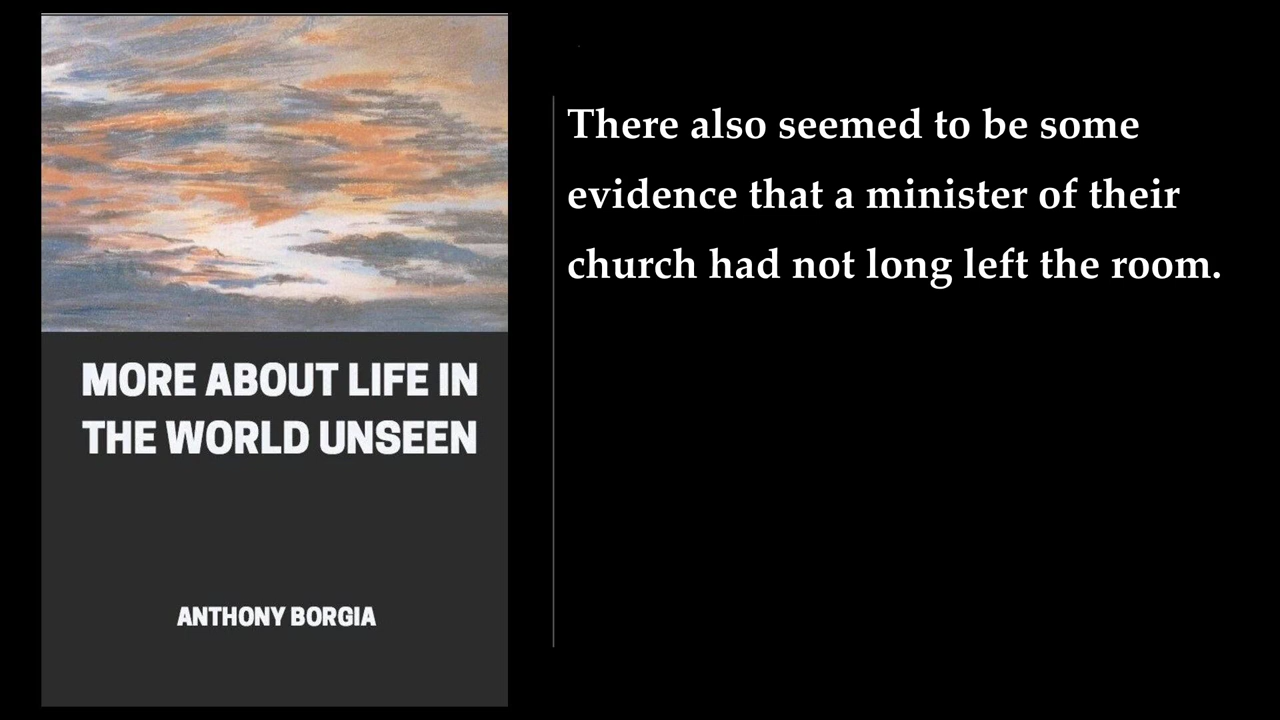 MORE ABOUT LIFE IN
THE WORLD UNSEEN
ANTHONY BORGIA
There also seemed to be some
evidence that a minister of their
church had not long left the room.